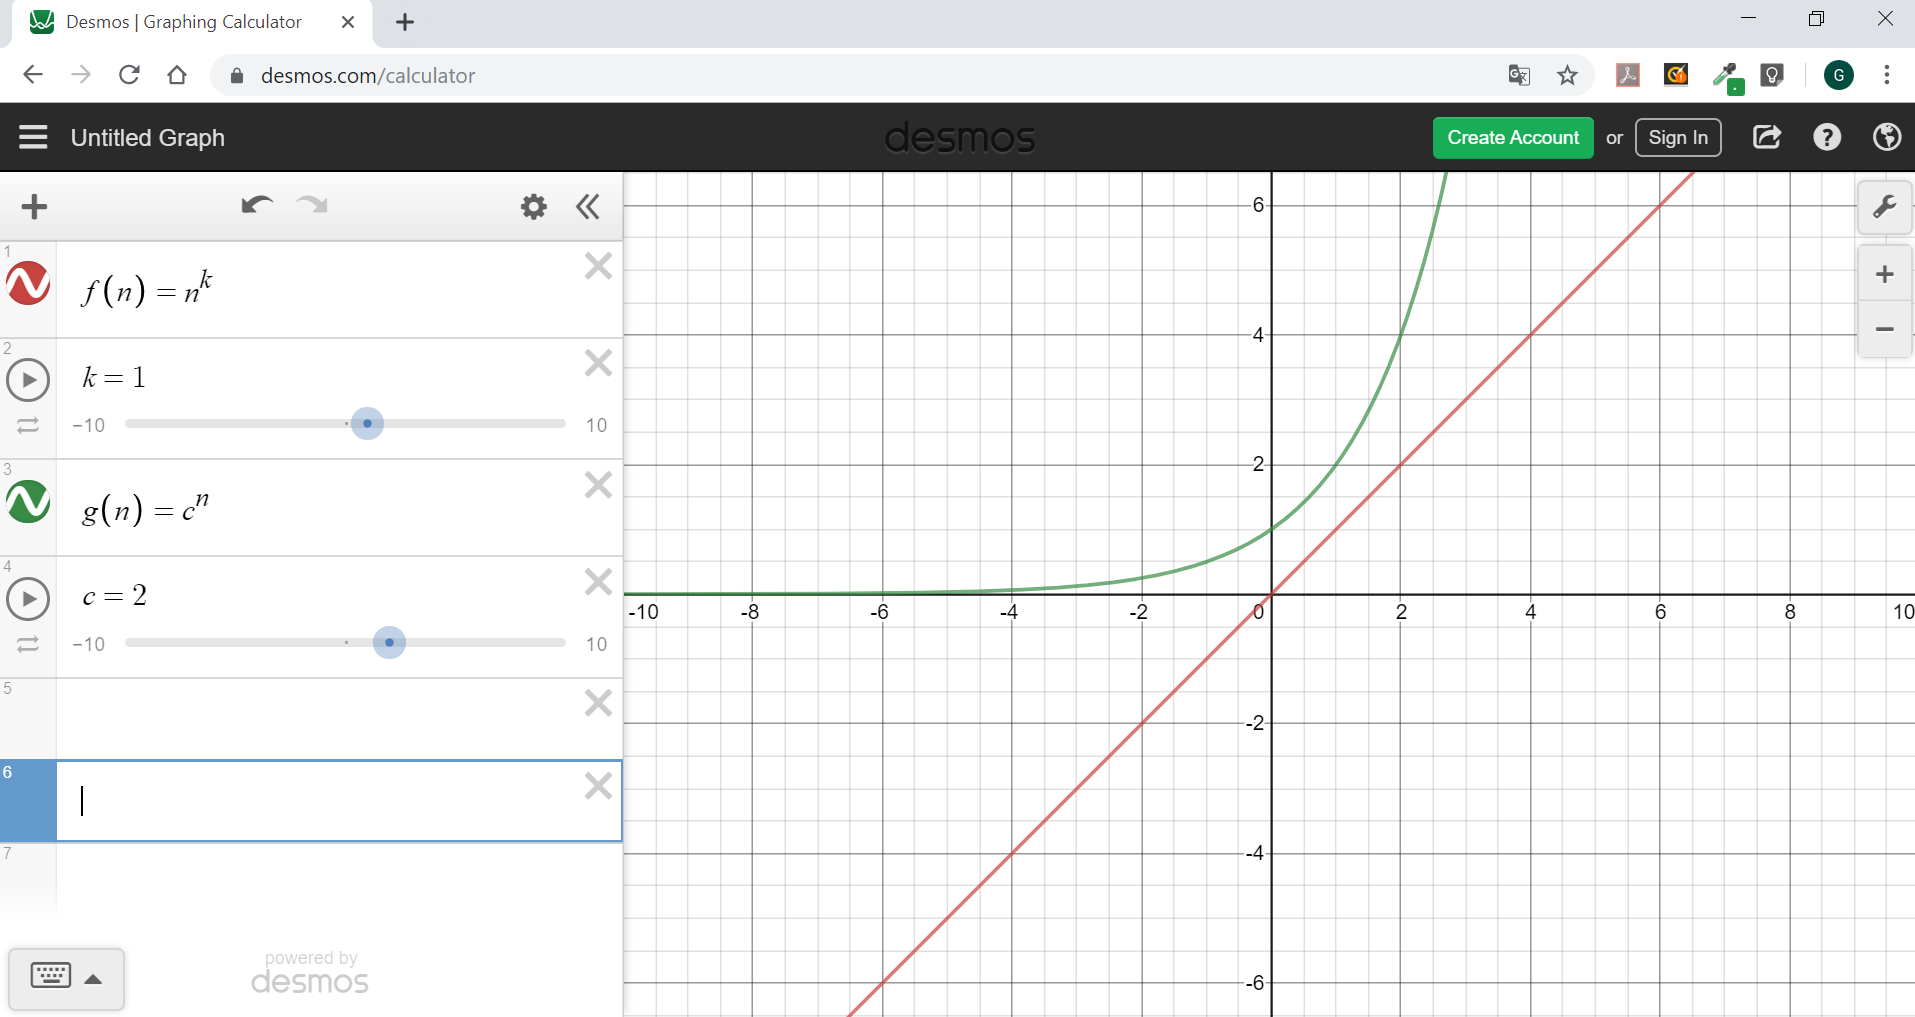 Desmos | Graphing Calculator
desmos.com/calculator
G
Untitled Graph
desmos
Create Account or Sign In
1
f(n) = n^k
2
k = 1
-10 10
3
g(n) = c^n
4
c = 2
-10 10
5
6
7
powered by
desmos
6
4
2
-10 -8 -6 -4 -2 0 2 4 6 8 10
-2
-4
-6